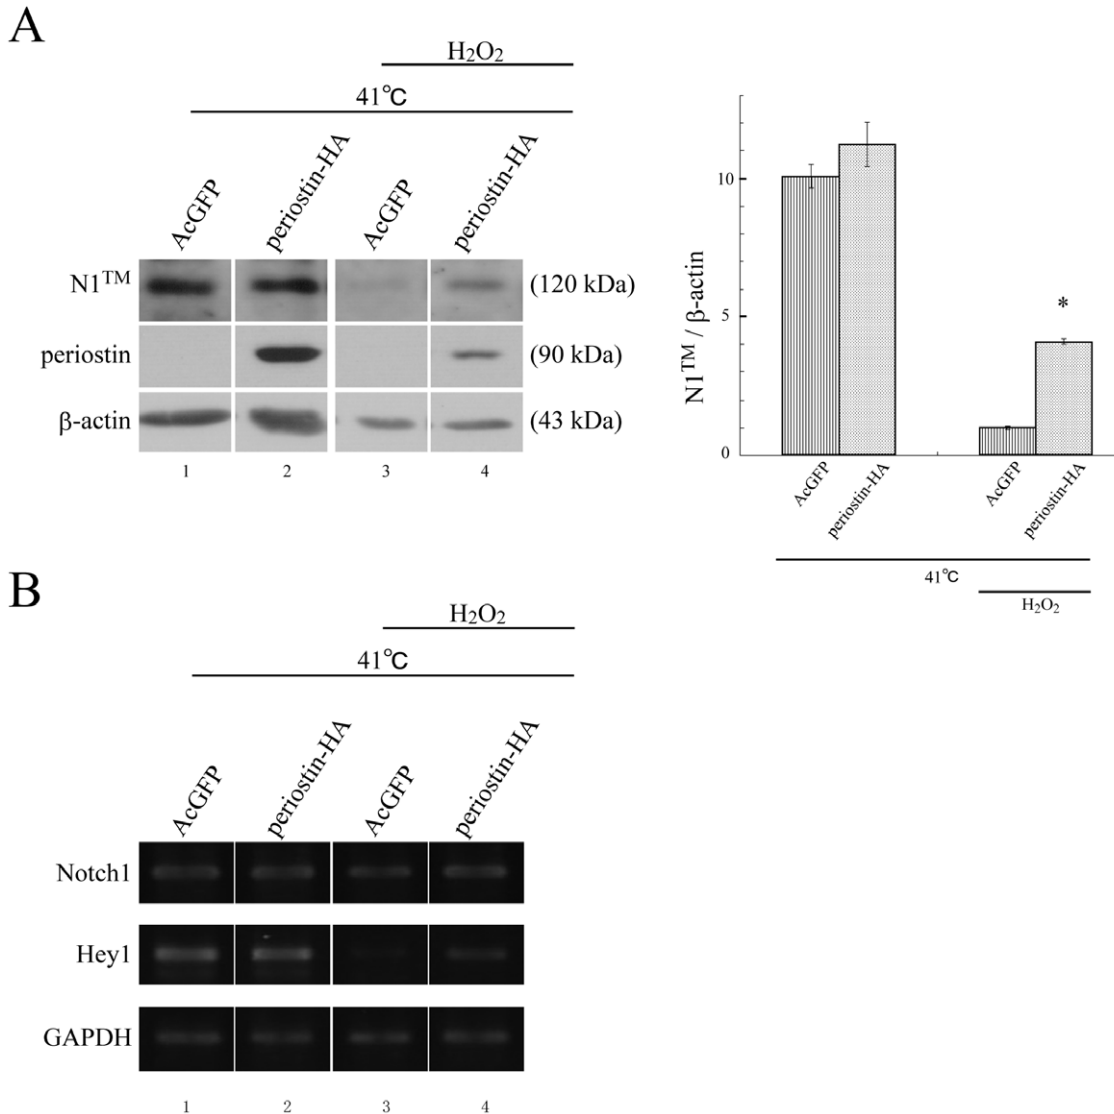 A
H₂O₂
41℃
AcGFP periostin-HA AcGFP periostin-HA
N1ᵀᴹ (120 kDa)
periostin (90 kDa)
β-actin (43 kDa)
1 2 3 4
N1ᵀᴹ / β-actin
10
5
0
AcGFP periostin-HA AcGFP periostin-HA
*
41℃
H₂O₂
B
H₂O₂
41℃
AcGFP periostin-HA AcGFP periostin-HA
Notch1
Hey1
GAPDH
1 2 3 4